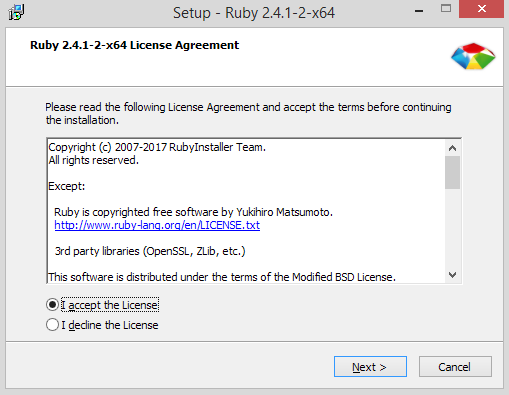 Setup - Ruby 2.4.1-2-x64
Ruby 2.4.1-2-x64 License Agreement
Please read the following License Agreement and accept the terms before continuing
the installation.
Copyright (c) 2007-2017 RubyInstaller Team.
All rights reserved.
Except:
Ruby is copyrighted free software by Yukihiro Matsumoto.
http://www.ruby-lang.org/en/LICENSE.txt
3rd party libraries (OpenSSL, ZLib, etc.)
This software is distributed under the terms of the Modified BSD License.
I accept the License
I decline the License
Next >
Cancel